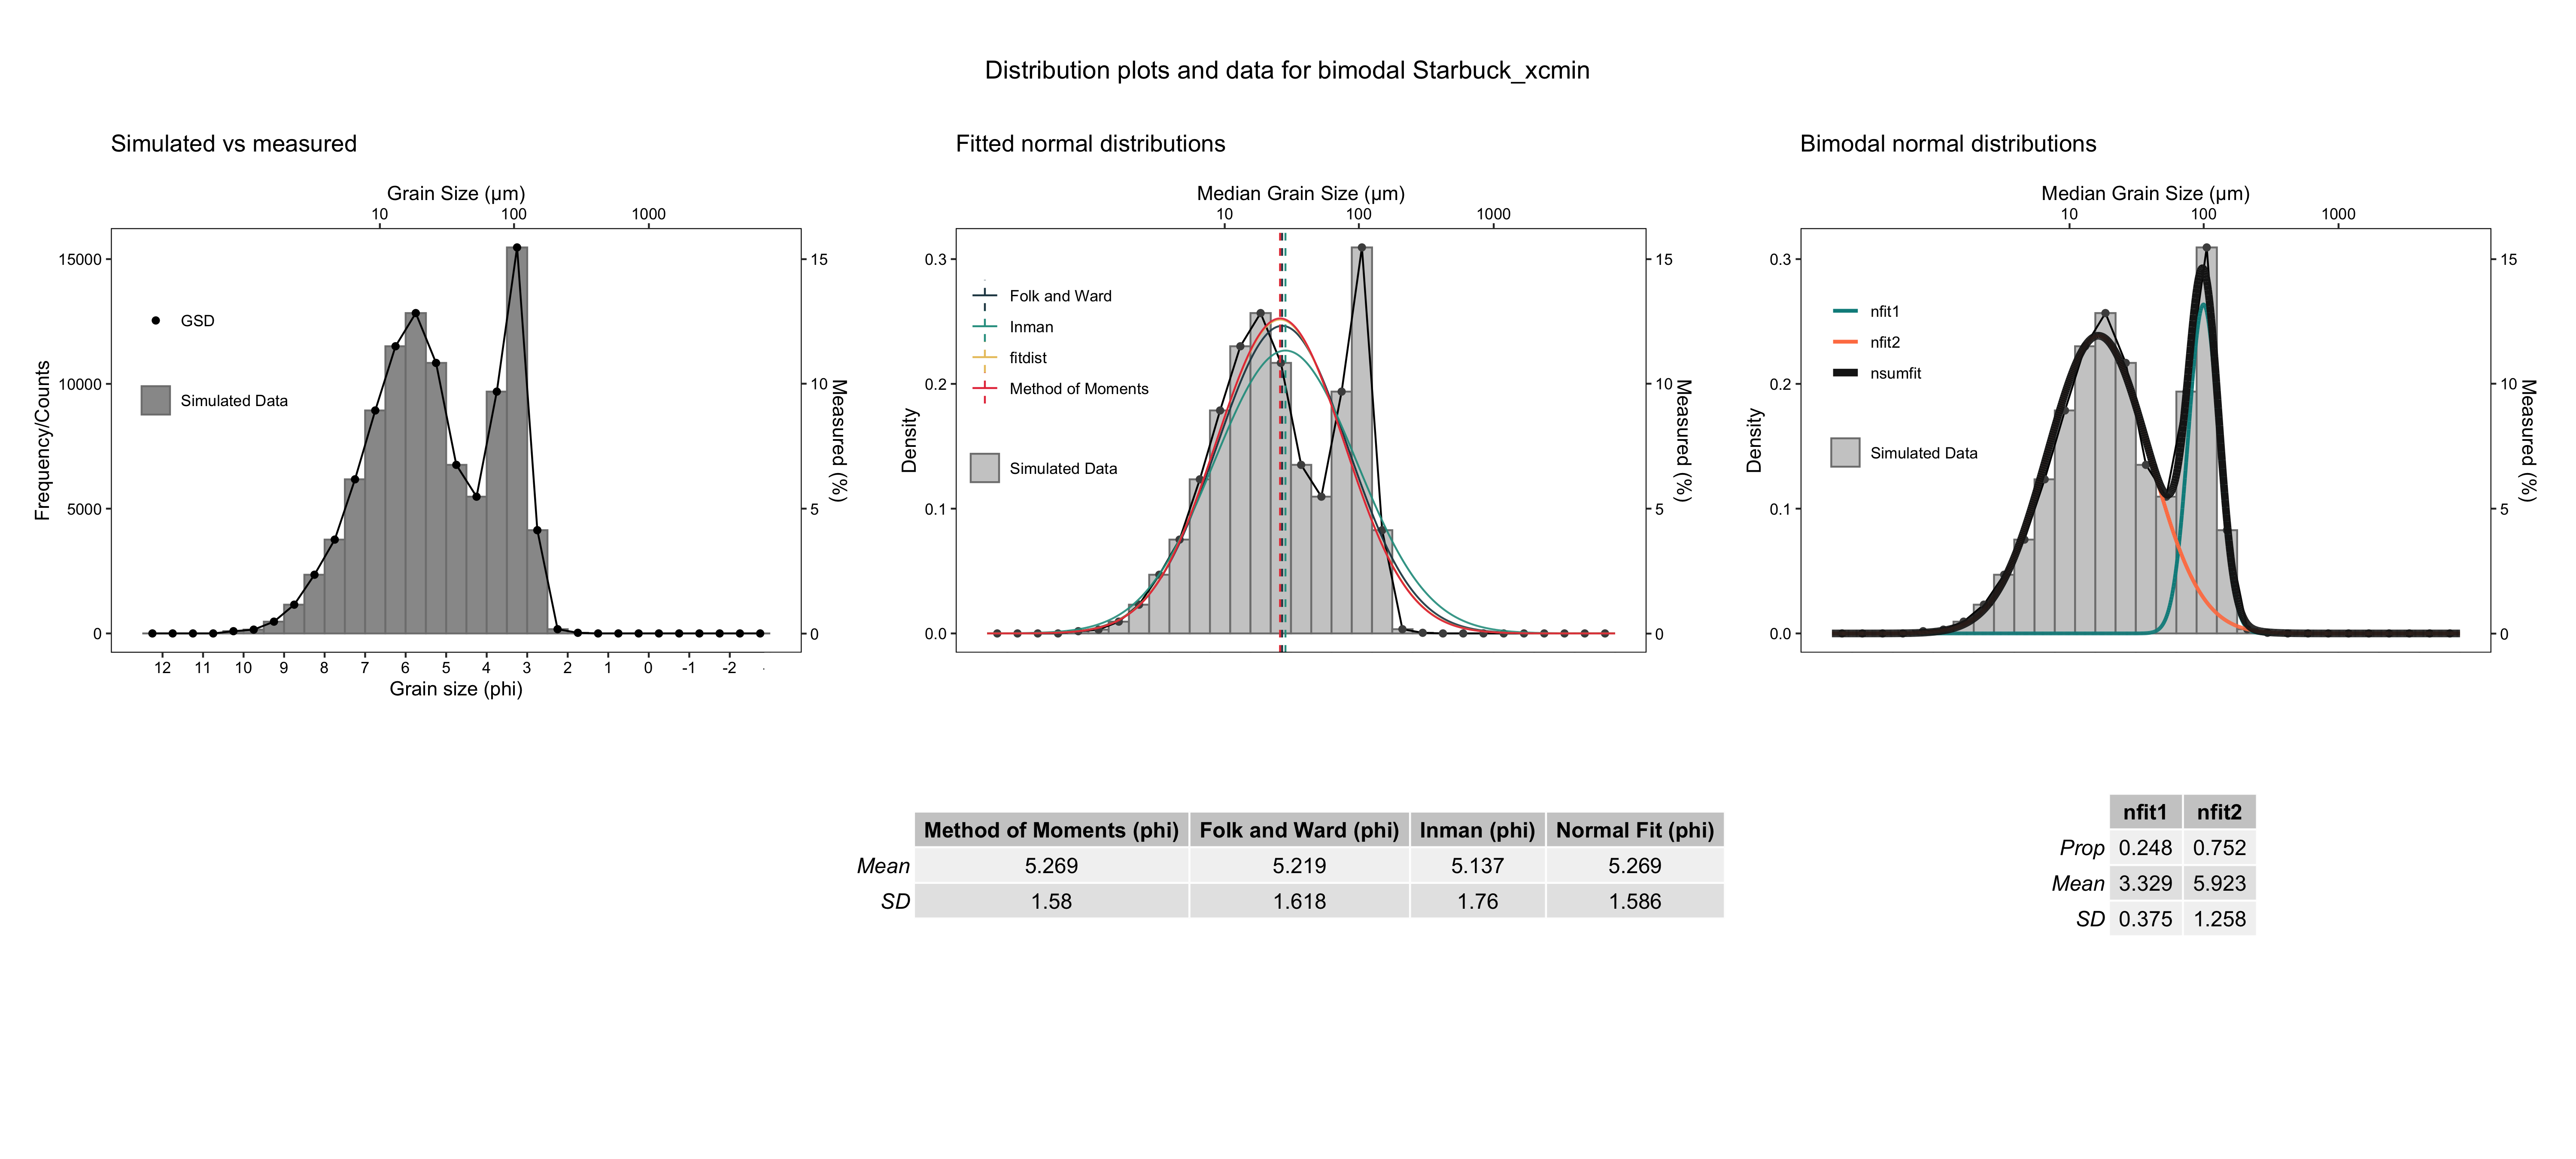 Distribution plots and data for bimodal Starbuck_xcmin
Simulated vs measured
Grain Size (µm)
10 100 1000
15000
10000
5000
0
Frequency/Counts
15
10
5
0
Measured (%)
GSD
Simulated Data
12 11 10 9 8 7 6 5 4 3 2 1 0 -1 -2
Grain size (phi)
Fitted normal distributions
Median Grain Size (µm)
10 100 1000
0.3
0.2
0.1
0.0
Density
15
10
5
0
Measured (%)
Folk and Ward
Inman
fitdist
Method of Moments
Simulated Data
Bimodal normal distributions
Median Grain Size (µm)
10 100 1000
0.3
0.2
0.1
0.0
Density
15
10
5
0
Measured (%)
nfit1
nfit2
nsumfit
Simulated Data
Method of Moments (phi) Folk and Ward (phi) Inman (phi) Normal Fit (phi)
Mean 5.269 5.219 5.137 5.269
SD 1.58 1.618 1.76 1.586
nfit1 nfit2
Prop 0.248 0.752
Mean 3.329 5.923
SD 0.375 1.258